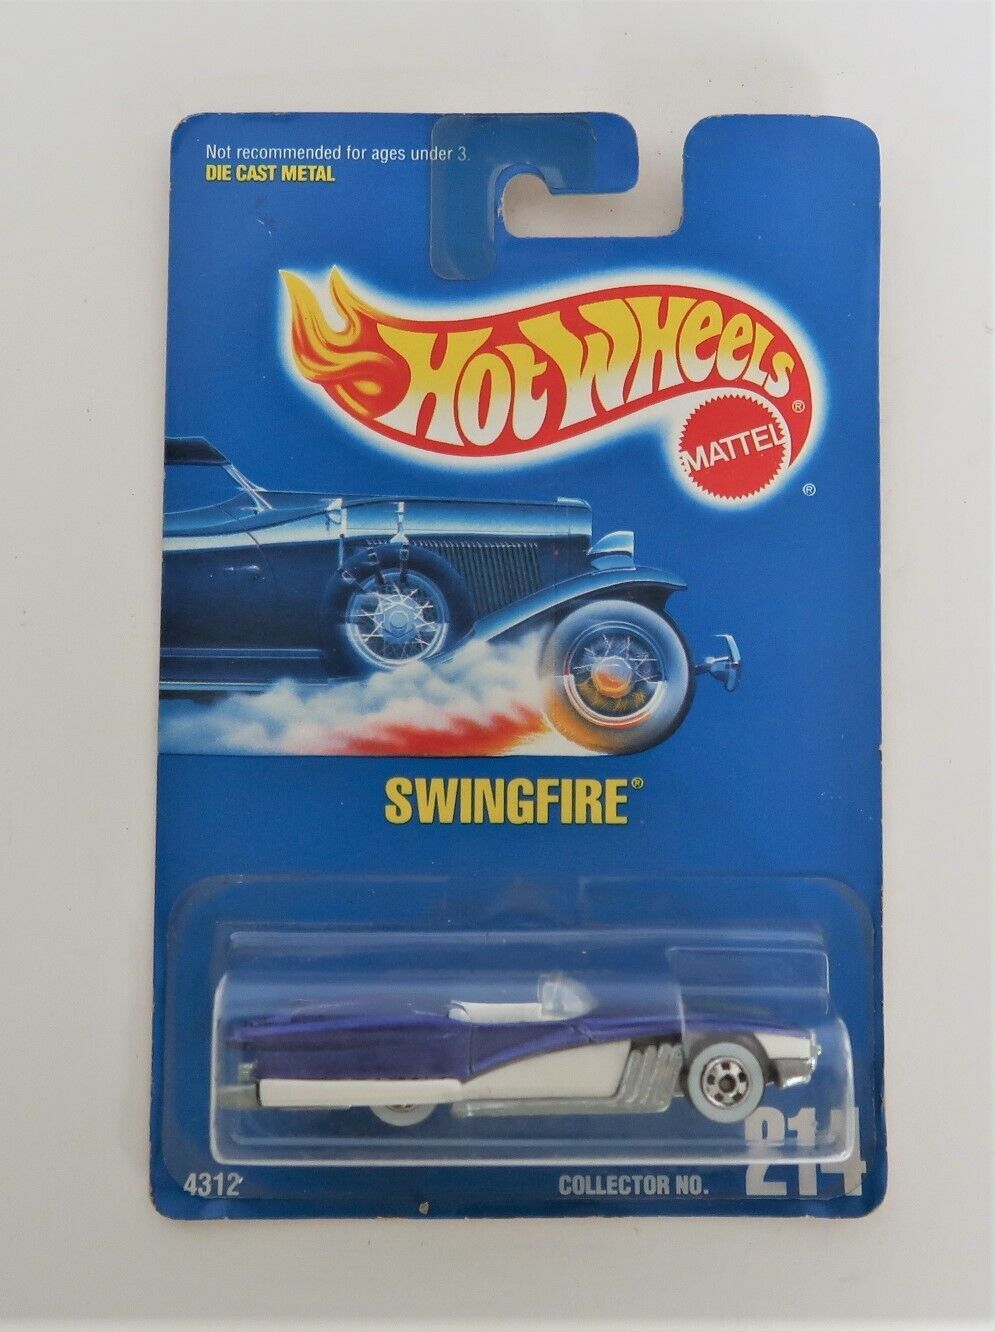 Not recommended for ages under 3.
DIE CAST METAL
HOT WHEELS®
MATTEL
®
SWINGFIRE®
4312
COLLECTOR NO. 214